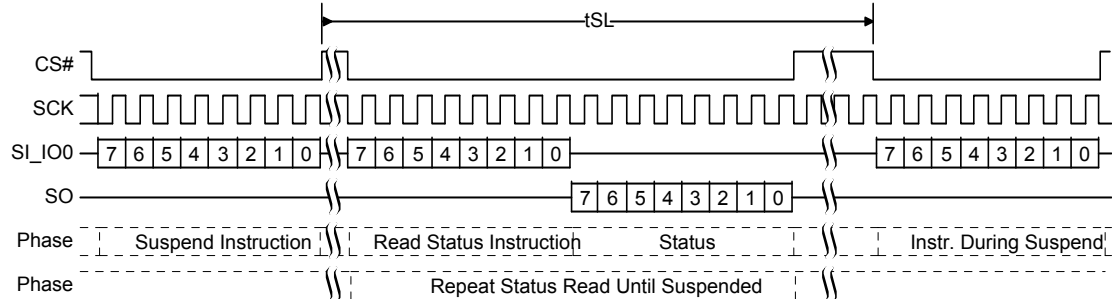 tSL
CS#
SCK
SI_IO0 7 6 5 4 3 2 1 0 7 6 5 4 3 2 1 0 7 6 5 4 3 2 1 0
SO 7 6 5 4 3 2 1 0
Phase Suspend Instruction Read Status Instruction Status Instr. During Suspend
Phase Repeat Status Read Until Suspended